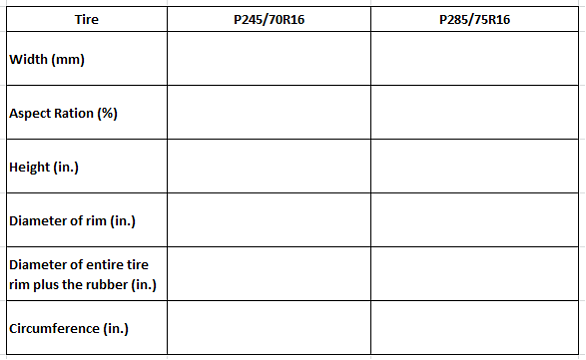 Tire P245/70R16 P285/75R16
Width (mm)
Aspect Ration (%)
Height (in.)
Diameter of rim (in.)
Diameter of entire tire
rim plus the rubber (in.)
Circumference (in.)